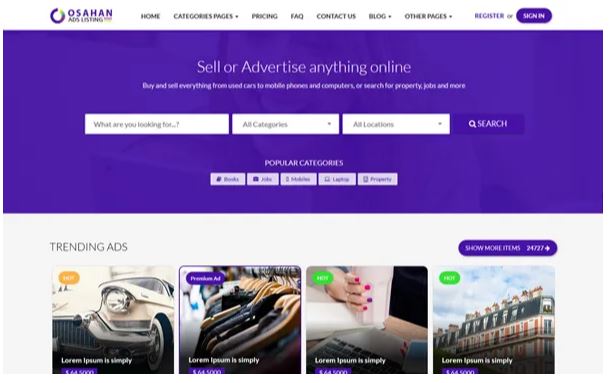 OSAHAN
ADS LISTING
HOME
CATEGORIES PAGES
PRICING
FAQ
CONTACT US
BLOG
OTHER PAGES
REGISTER or SIGN IN
Sell or Advertise anything online
Buy and sell everything from used cars to mobile phones and computers, or search for property, jobs and more
What are you looking for...?
All Categories
All Locations
SEARCH
POPULAR CATEGORIES
Books
Jobs
Mobiles
Laptop
Property
TRENDING ADS
SHOW MORE ITEMS 24727
HOT
Premium Ad
HOT
HOT
Lorem Ipsum is simply
Lorem Ipsum is simply
Lorem Ipsum is simply
Lorem Ipsum is simply
$ 64,5000
$ 64,5000
$ 64,5000
$ 64,5000